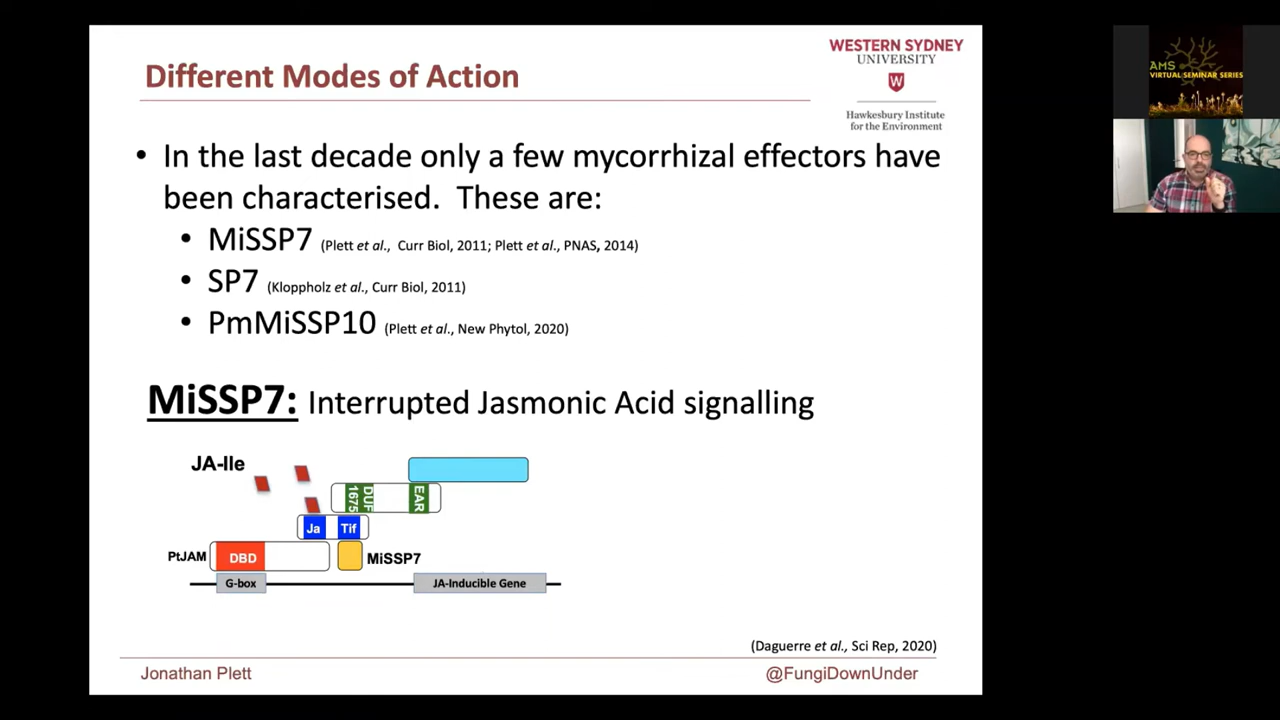 Different Modes of Action
WESTERN SYDNEY
UNIVERSITY
W
Hawkesbury Institute
for the Environment
• In the last decade only a few mycorrhizal effectors have
been characterised. These are:
• MiSSP7 (Plett et al., Curr Biol, 2011; Plett et al., PNAS, 2014)
• SP7 (Kloppholz et al., Curr Biol, 2011)
• PmMiSSP10 (Plett et al., New Phytol, 2020)
MiSSP7: Interrupted Jasmonic Acid signalling
JA-Ile
DUF
1675
EAR
Ja Tif
PtJAM DBD MiSSP7
G-box JA-Inducible Gene
(Daguerre et al., Sci Rep, 2020)
Jonathan Plett @FungiDownUnder
AMS
VIRTUAL SEMINAR SERIES